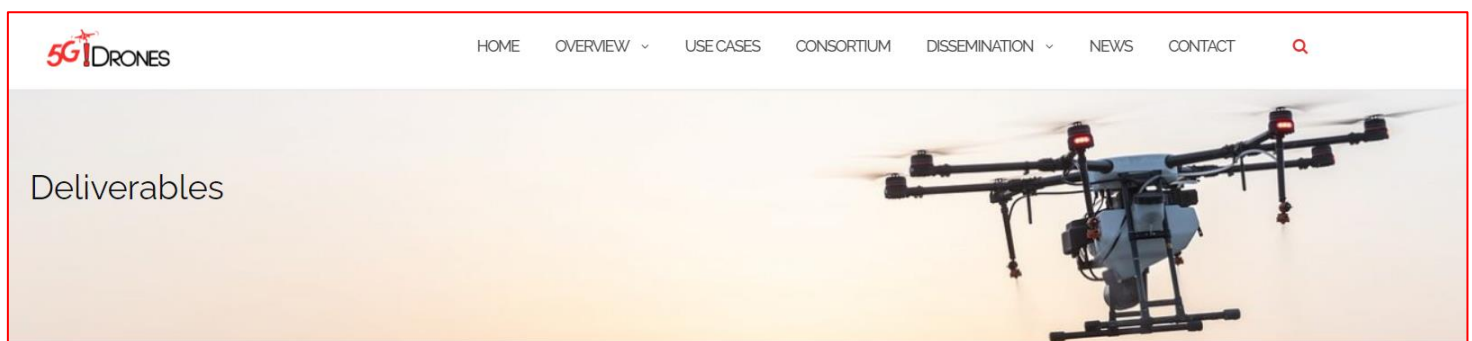 5G!DRONES HOME OVERVIEW USE CASES CONSORTIUM DISSEMINATION NEWS CONTACT
Deliverables